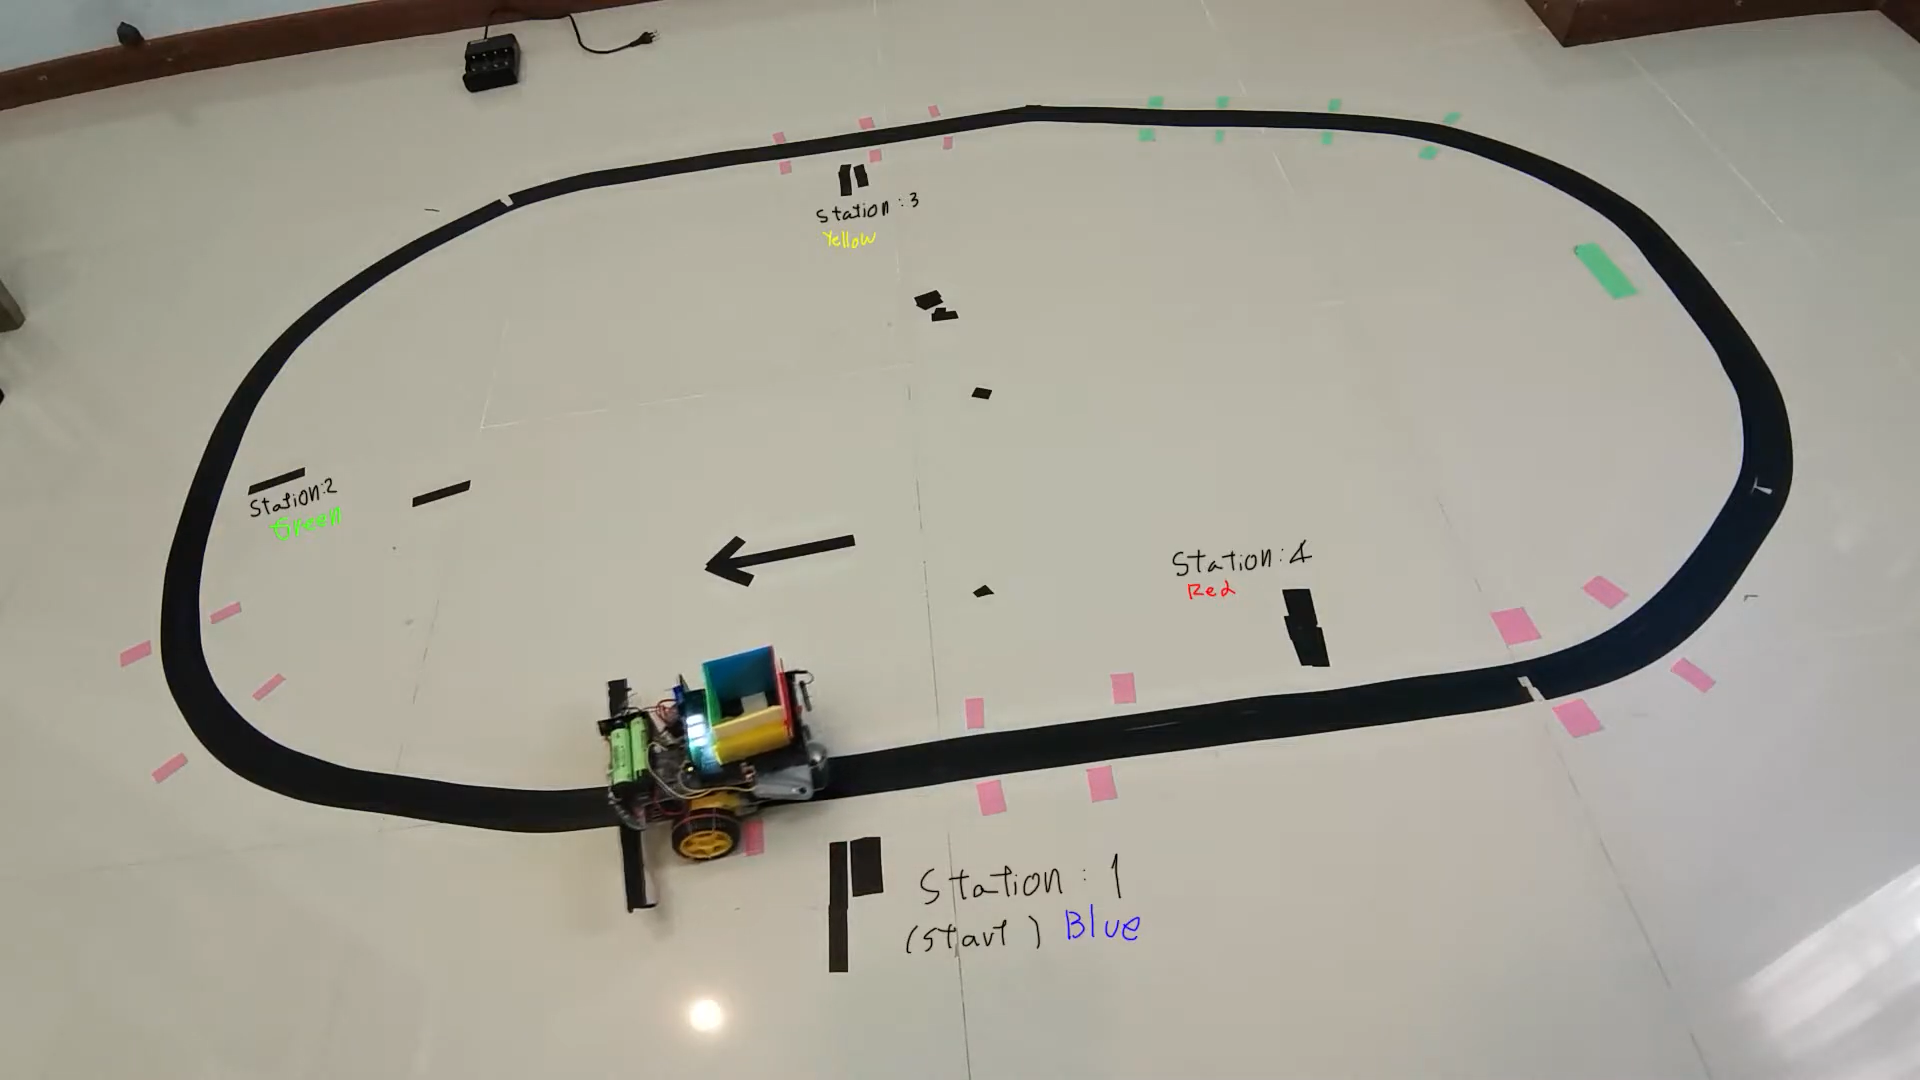 Station : 3
Yellow
Station:2
Green
Station : 4
Red
Station : 1
(start) Blue